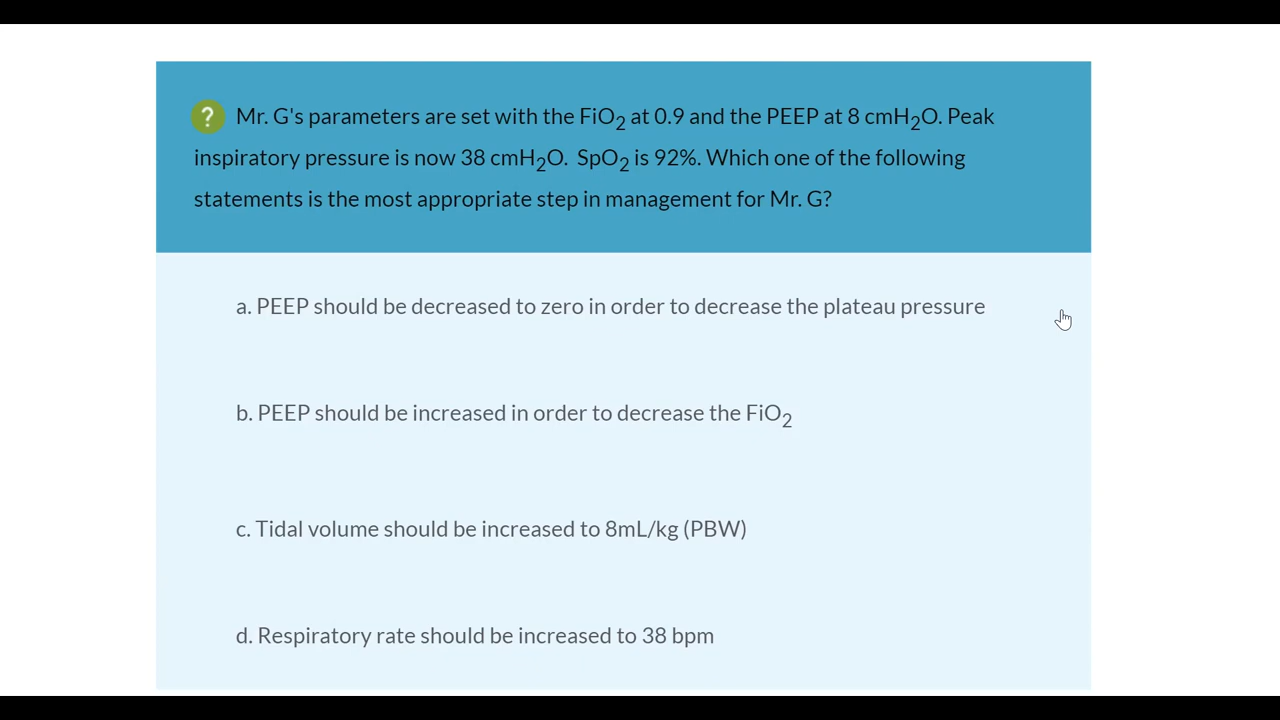 ? Mr. G's parameters are set with the FiO2 at 0.9 and the PEEP at 8 cmH2O. Peak
inspiratory pressure is now 38 cmH2O. SpO2 is 92%. Which one of the following
statements is the most appropriate step in management for Mr. G?
a. PEEP should be decreased to zero in order to decrease the plateau pressure
b. PEEP should be increased in order to decrease the FiO2
c. Tidal volume should be increased to 8mL/kg (PBW)
d. Respiratory rate should be increased to 38 bpm